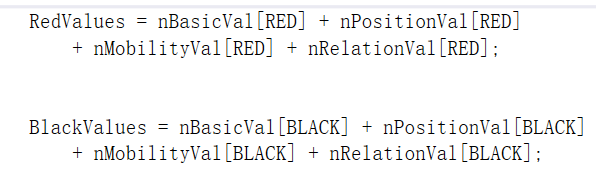 RedValues = nBasicVal[RED] + nPositionVal[RED]
+ nMobilityVal[RED] + nRelationVal[RED];
BlackValues = nBasicVal[BLACK] + nPositionVal[BLACK]
+ nMobilityVal[BLACK] + nRelationVal[BLACK];